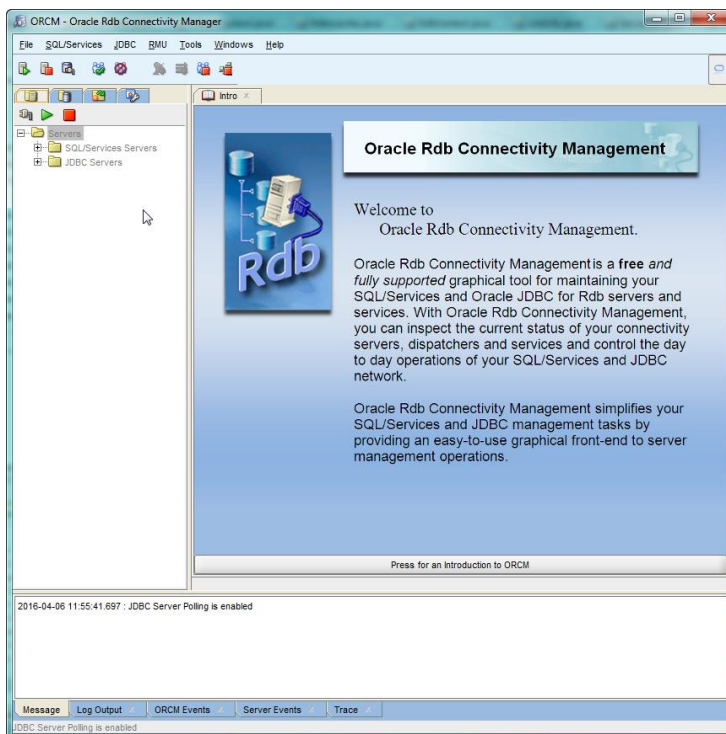 ORCM - Oracle Rdb Connectivity Manager
File SQL/Services JDBC RMU Tools Windows Help
Intro
Servers
SQL/Services Servers
JDBC Servers
Rdb
Oracle Rdb Connectivity Management
Welcome to
Oracle Rdb Connectivity Management.
Oracle Rdb Connectivity Management is a free and
fully supported graphical tool for maintaining your
SQL/Services and Oracle JDBC for Rdb servers and
services. With Oracle Rdb Connectivity Management,
you can inspect the current status of your connectivity
servers, dispatchers and services and control the day
to day operations of your SQL/Services and JDBC
network.
Oracle Rdb Connectivity Management simplifies your
SQL/Services and JDBC management tasks by
providing an easy-to-use graphical front-end to server
management operations.
Press for an Introduction to ORCM
2016-04-06 11:55:41.697 : JDBC Server Polling is enabled
Message Log Output ORCM Events Server Events Trace
JDBC Server Polling is enabled